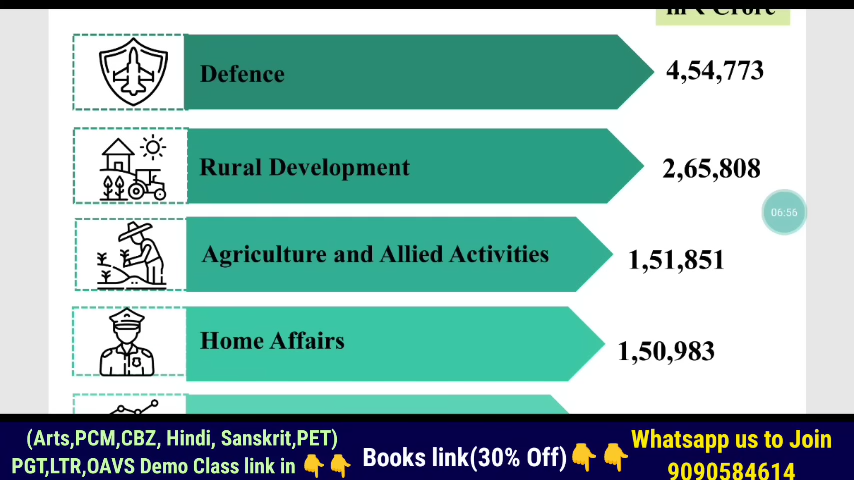 in ₹ Crore
Defence
4,54,773
Rural Development
2,65,808
06:56
Agriculture and Allied Activities
1,51,851
Home Affairs
1,50,983
(Arts,PCM,CBZ, Hindi, Sanskrit,PET)
PGT,LTR,OAVS Demo Class link in 👇👇
Books link(30% Off)👇👇
Whatsapp us to Join
9090584614